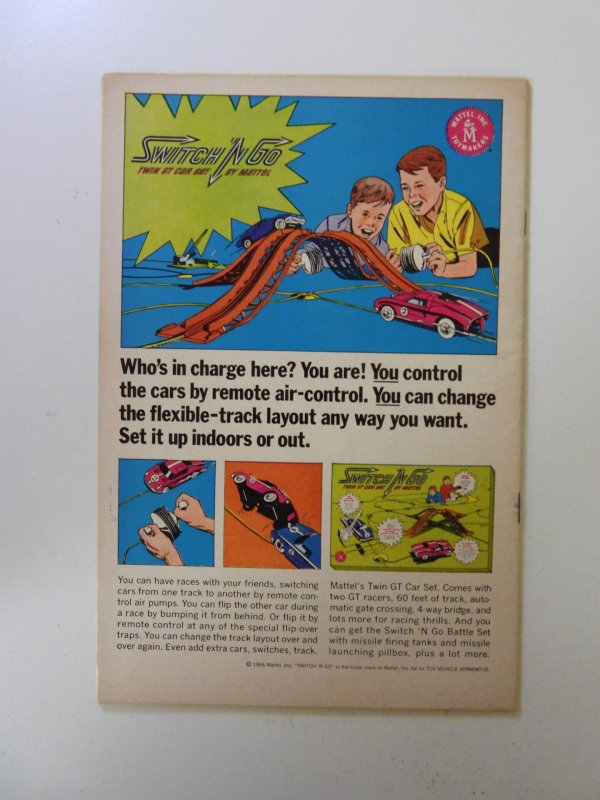 SWITCH 'N GO
TWIN GT CAR SET BY MATTEL
MATTEL, INC.
M
TOYMAKERS
Who's in charge here? You are! You control
the cars by remote air-control. You can change
the flexible-track layout any way you want.
Set it up indoors or out.
SWITCH 'N GO
TWIN GT CAR SET BY MATTEL
You can have races with your friends, switching
cars from one track to another by remote con-
trol air pumps. You can flip the other car during
a race by bumping it from behind. Or flip it by
remote control at any of the special flip-over
traps. You can change the track layout over and
over again. Even add extra cars, switches, track.
Mattel's Twin GT Car Set. Comes with
two GT racers, 60 feet of track, auto-
matic gate crossing, 4-way bridge, and
lots more for racing thrills. And you
can get the Switch 'N Go Battle Set
with missile firing tanks and missile
launching pillbox, plus a lot more.
© 1966 Mattel, Inc. "SWITCH 'N GO" is the trade mark of Mattel, Inc. for its TOY VEHICLE APPARATUS